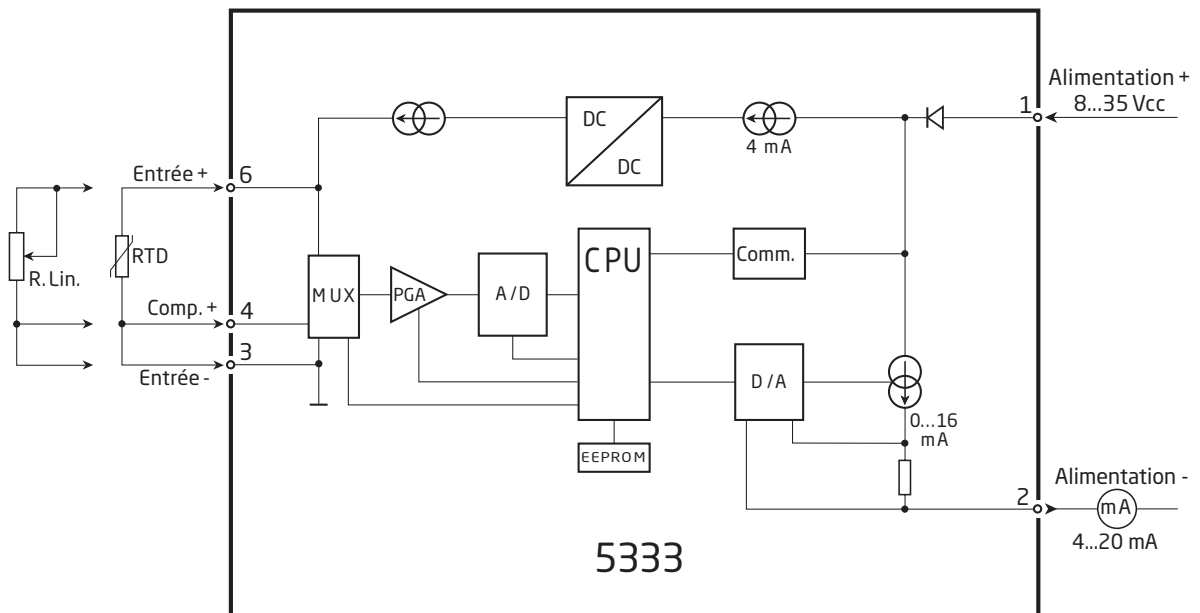 Alimentation +
8...35 Vcc
1
DC
DC
4 mA
Entrée +
6
RTD
R. Lin.
CPU
Comm.
MUX
PGA
A/D
Comp. +
4
3
Entrée -
D/A
0...16
mA
EEPROM
Alimentation -
2
mA
4...20 mA
5333